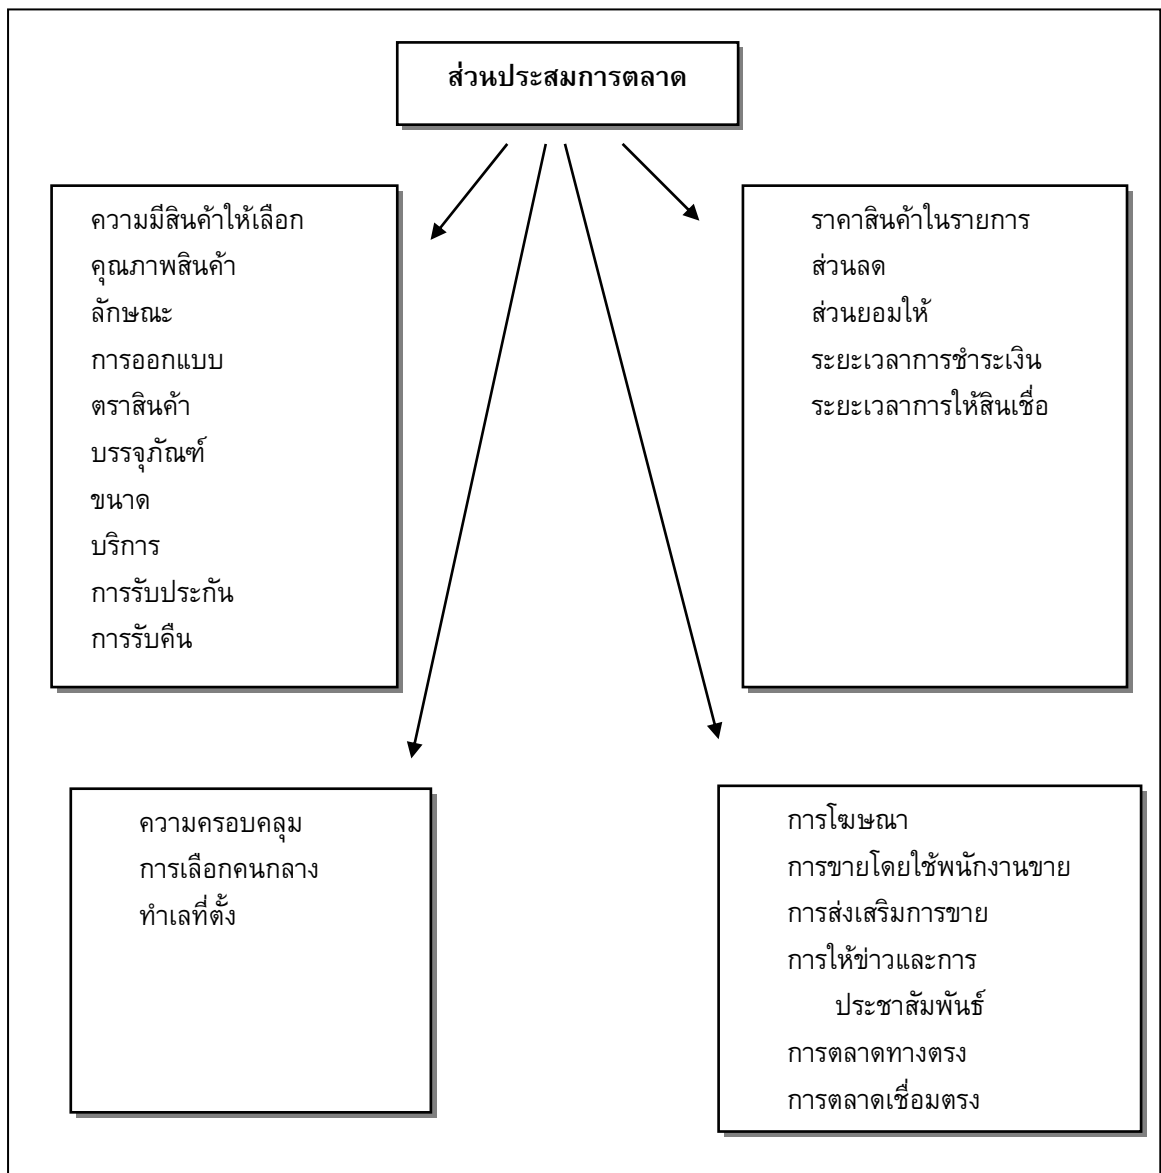 ส่วนประสมการตลาด
ความมีสินค้าให้เลือก
คุณภาพสินค้า
ลักษณะ
การออกแบบ
ตราสินค้า
บรรจุภัณฑ์
ขนาด
บริการ
การรับประกัน
การรับคืน
ราคาสินค้าในรายการ
ส่วนลด
ส่วนยอมให้
ระยะเวลาการชำระเงิน
ระยะเวลาการให้สินเชื่อ
ความครอบคลุม
การเลือกคนกลาง
ทำเลที่ตั้ง
การโฆษณา
การขายโดยใช้พนักงานขาย
การส่งเสริมการขาย
การให้ข่าวและการ
ประชาสัมพันธ์
การตลาดทางตรง
การตลาดเชื่อมตรง